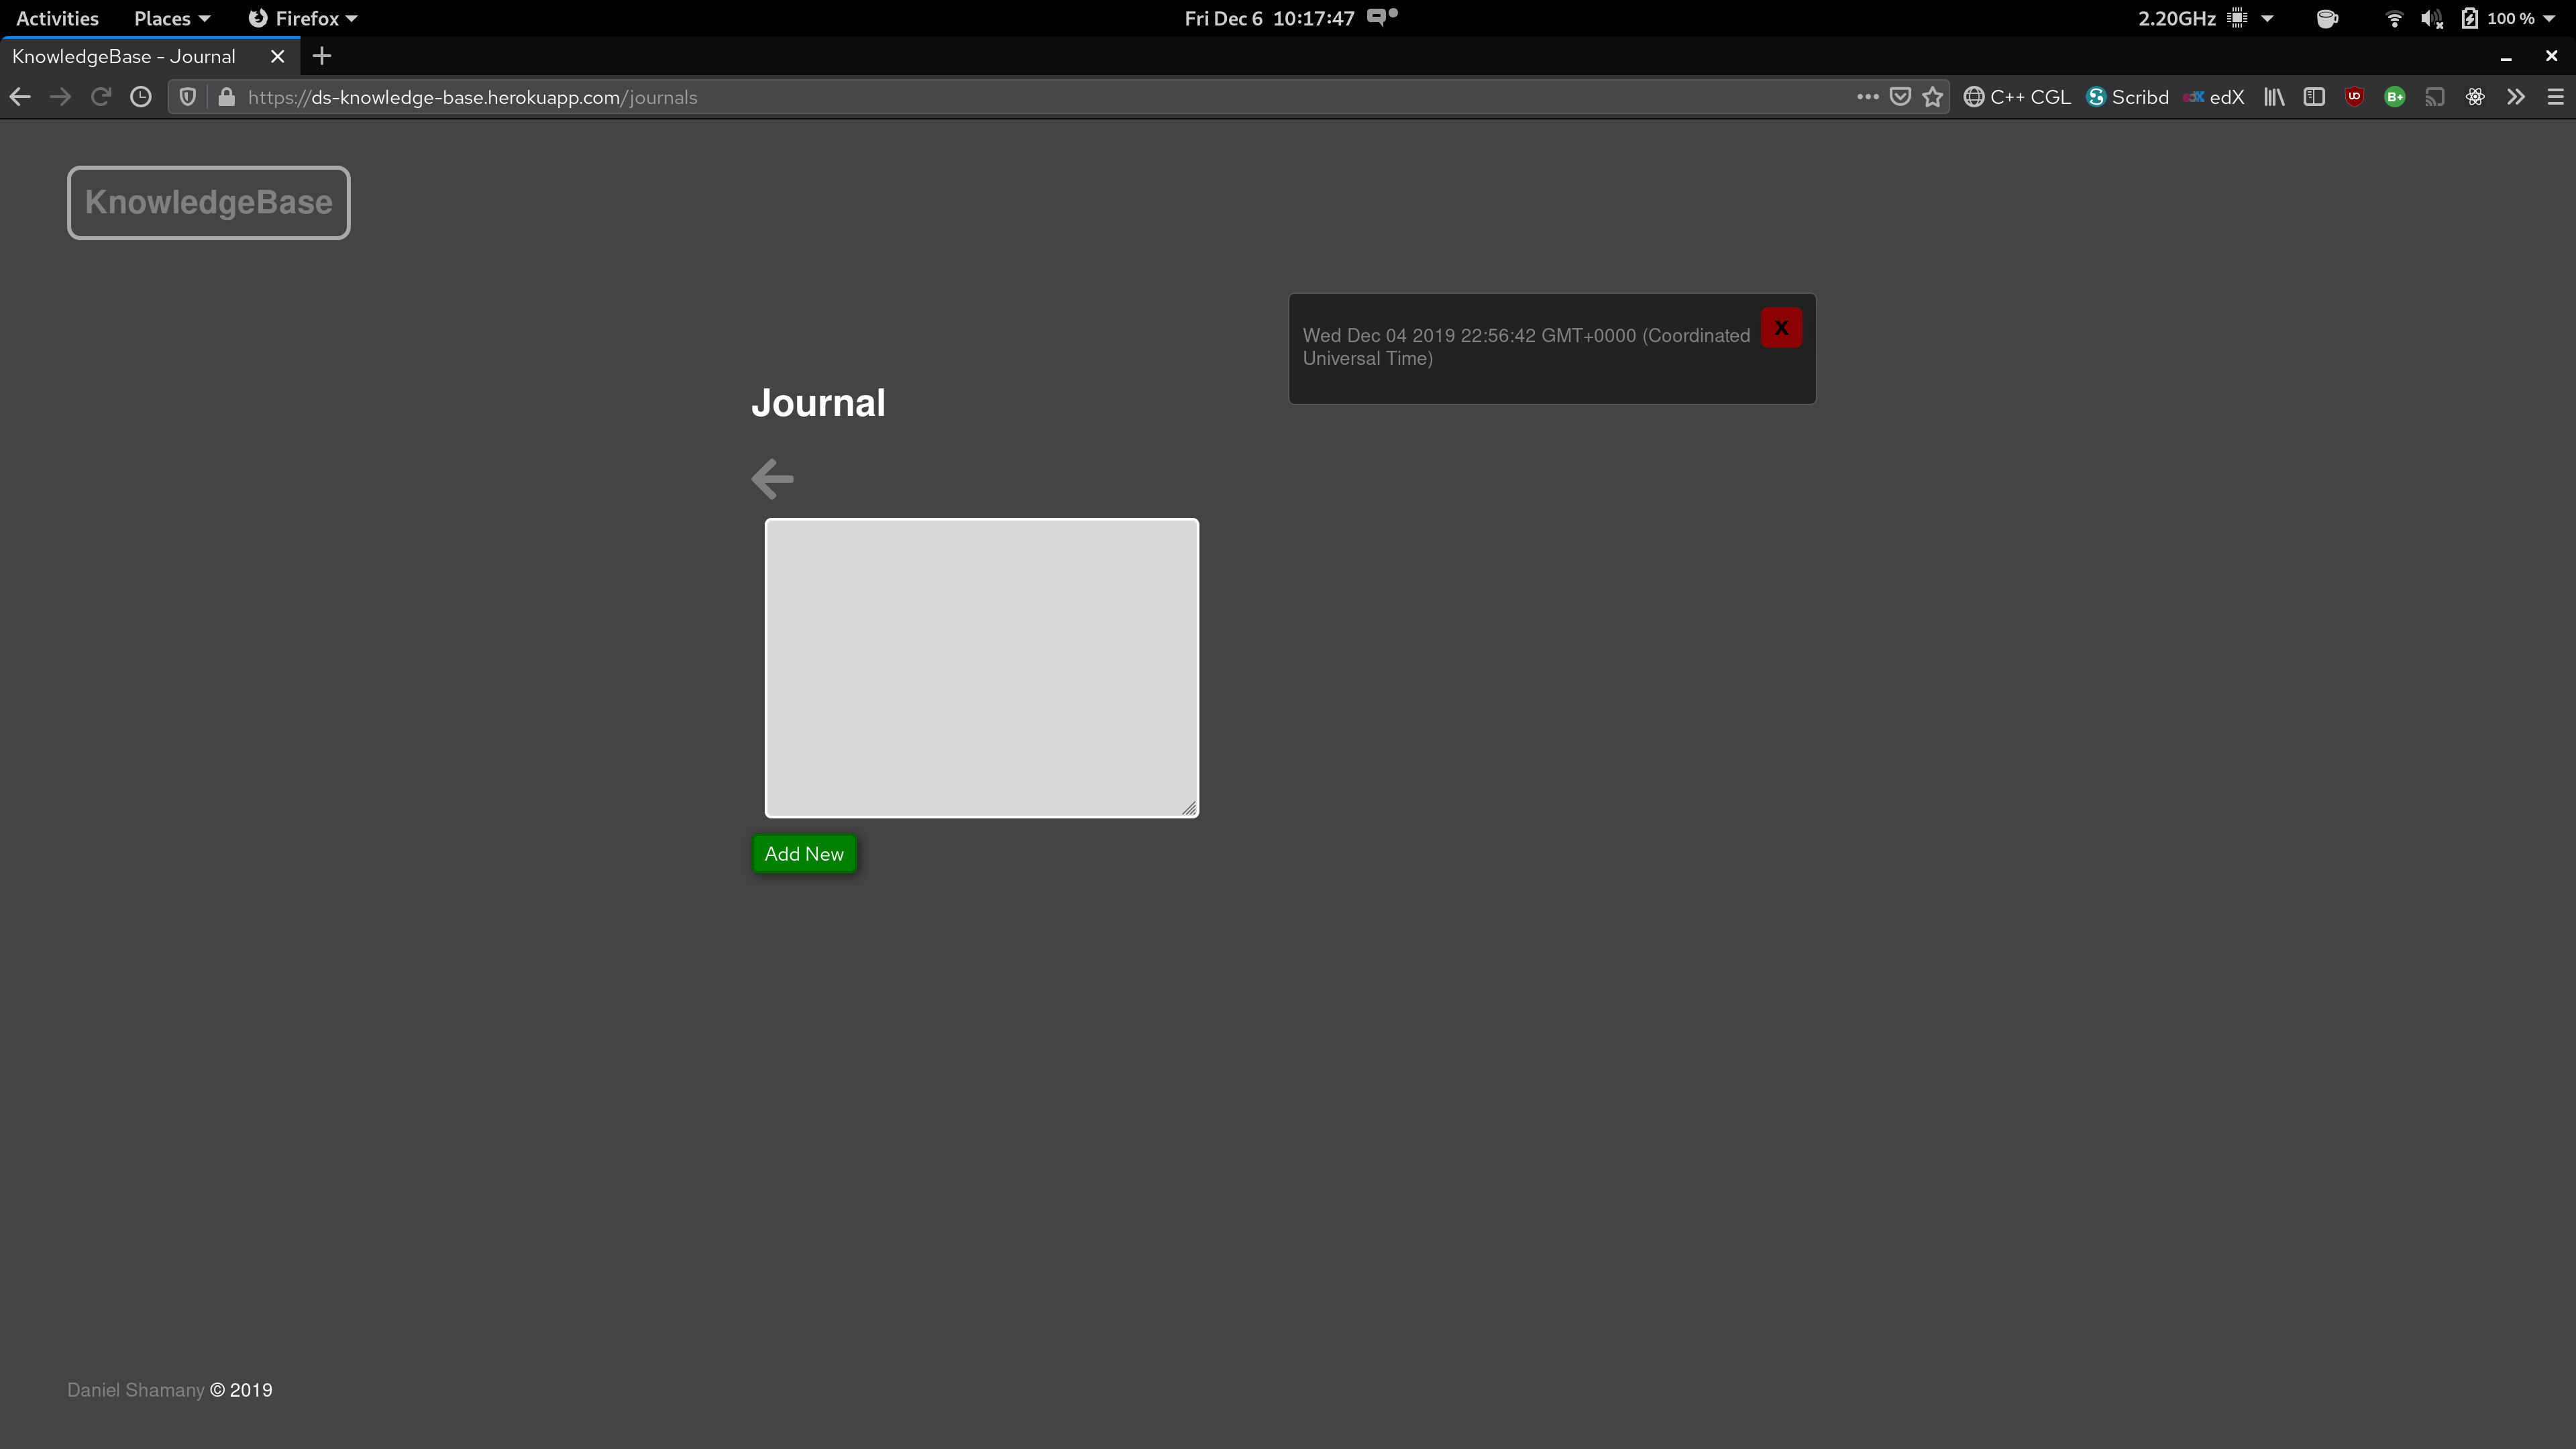 Activities Places Firefox Fri Dec 6 10:17:47 2.20GHz 100 %
KnowledgeBase - Journal
https://ds-knowledge-base.herokuapp.com/journals C++ CGL Scribd edX UO B+
KnowledgeBase
Wed Dec 04 2019 22:56:42 GMT+0000 (Coordinated
Universal Time)
X
Journal
Add New
Daniel Shamany © 2019